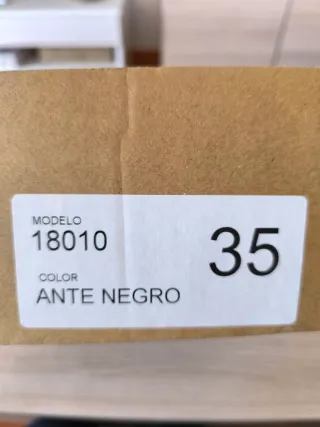 MODELO
18010
35
COLOR
ANTE NEGRO